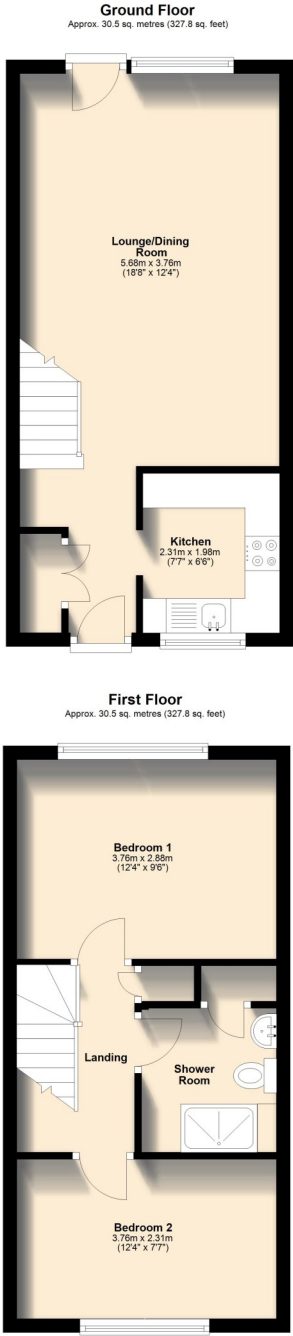 Ground Floor
Approx. 30.5 sq. metres (327.8 sq. feet)
Lounge/Dining
Room
5.68m x 3.76m
(18'8" x 12'4")
Kitchen
2.31m x 1.98m
(7'7" x 6'6")
First Floor
Approx. 30.5 sq. metres (327.8 sq. feet)
Bedroom 1
3.76m x 2.88m
(12'4" x 9'6")
Landing
Shower
Room
Bedroom 2
3.76m x 2.31m
(12'4" x 7'7")